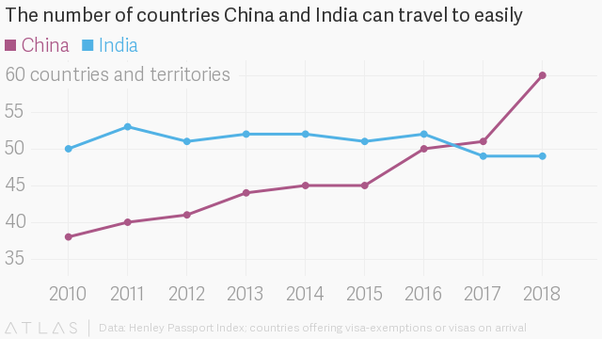 The number of countries China and India can travel to easily
China India
60 countries and territories
55
50
45
40
35
2010 2011 2012 2013 2014 2015 2016 2017 2018
ATLAS Data: Henley Passport Index, countries offering visa-exemptions or visas on arrival